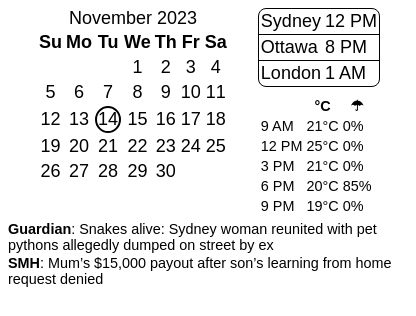 November 2023
Su Mo Tu We Th Fr Sa
1 2 3 4
5 6 7 8 9 10 11
12 13 14 15 16 17 18
19 20 21 22 23 24 25
26 27 28 29 30
Sydney 12 PM
Ottawa 8 PM
London 1 AM
°C ☂
9 AM 21°C 0%
12 PM 25°C 0%
3 PM 21°C 0%
6 PM 20°C 85%
9 PM 19°C 0%
Guardian: Snakes alive: Sydney woman reunited with pet
pythons allegedly dumped on street by ex
SMH: Mum’s $15,000 payout after son’s learning from home
request denied